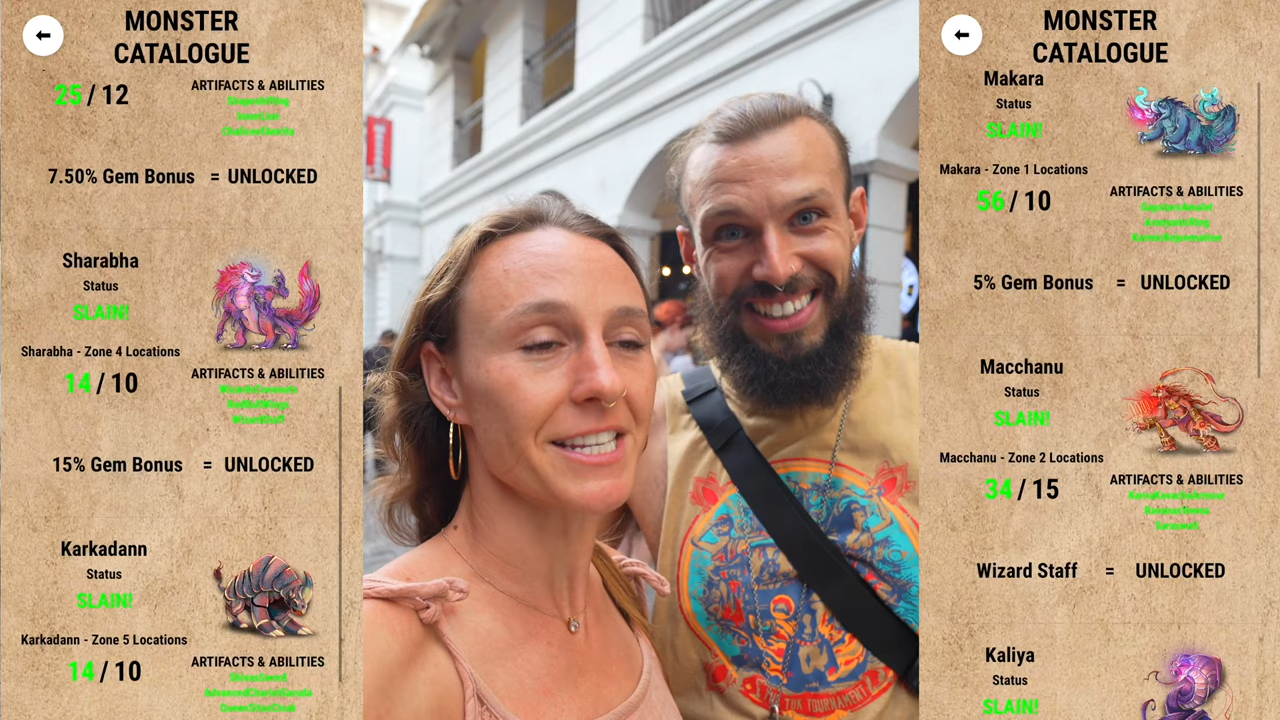 MONSTER
CATALOGUE
25 / 12
ARTIFACTS & ABILITIES
7.50% Gem Bonus = UNLOCKED
Sharabha
Status
SLAIN!
Sharabha - Zone 4 Locations
14 / 10
ARTIFACTS & ABILITIES
15% Gem Bonus = UNLOCKED
Karkadann
Status
SLAIN!
Karkadann - Zone 5 Locations
14 / 10
ARTIFACTS & ABILITIES
TOURNAMENT
MONSTER
CATALOGUE
Makara
Status
SLAIN!
Makara - Zone 1 Locations
56 / 10
ARTIFACTS & ABILITIES
5% Gem Bonus = UNLOCKED
Macchanu
Status
SLAIN!
Macchanu - Zone 2 Locations
34 / 15
ARTIFACTS & ABILITIES
Wizard Staff = UNLOCKED
Kaliya
Status
SLAIN!